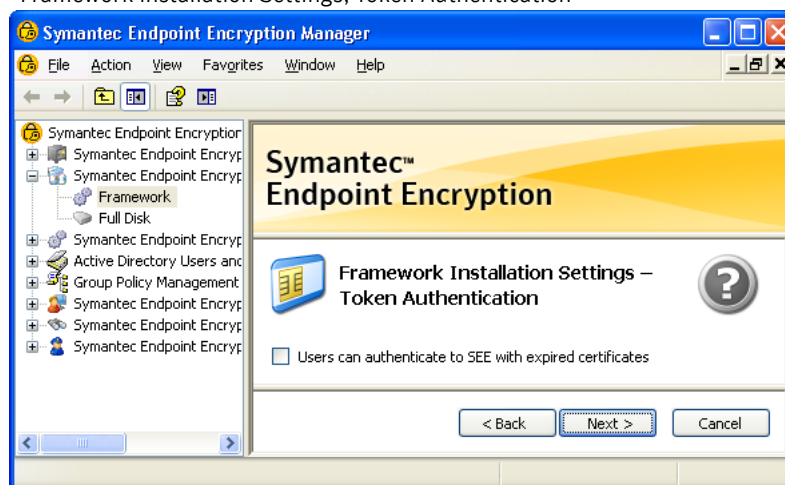 Framework Installation Settings, Token Authentication
Symantec Endpoint Encryption Manager
File Action View Favorites Window Help
Symantec Endpoint Encryption
Symantec Endpoint Encryp
Symantec Endpoint Encryp
Framework
Full Disk
Symantec Endpoint Encryp
Active Directory Users and
Group Policy Management
Symantec Endpoint Encryp
Symantec Endpoint Encryp
Symantec Endpoint Encryp
Symantec™
Endpoint Encryption
Framework Installation Settings –
Token Authentication
Users can authenticate to SEE with expired certificates
< Back Next > Cancel